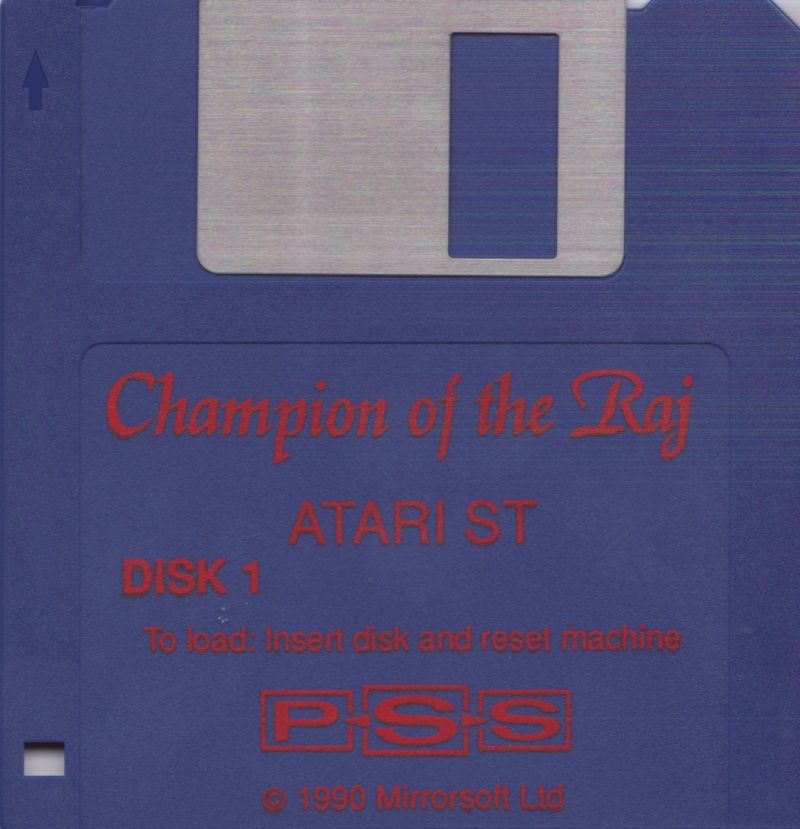 Champion of the Raj
ATARI ST
DISK 1
To load: Insert disk and reset machine
PSS
© 1990 Mirrorsoft Ltd